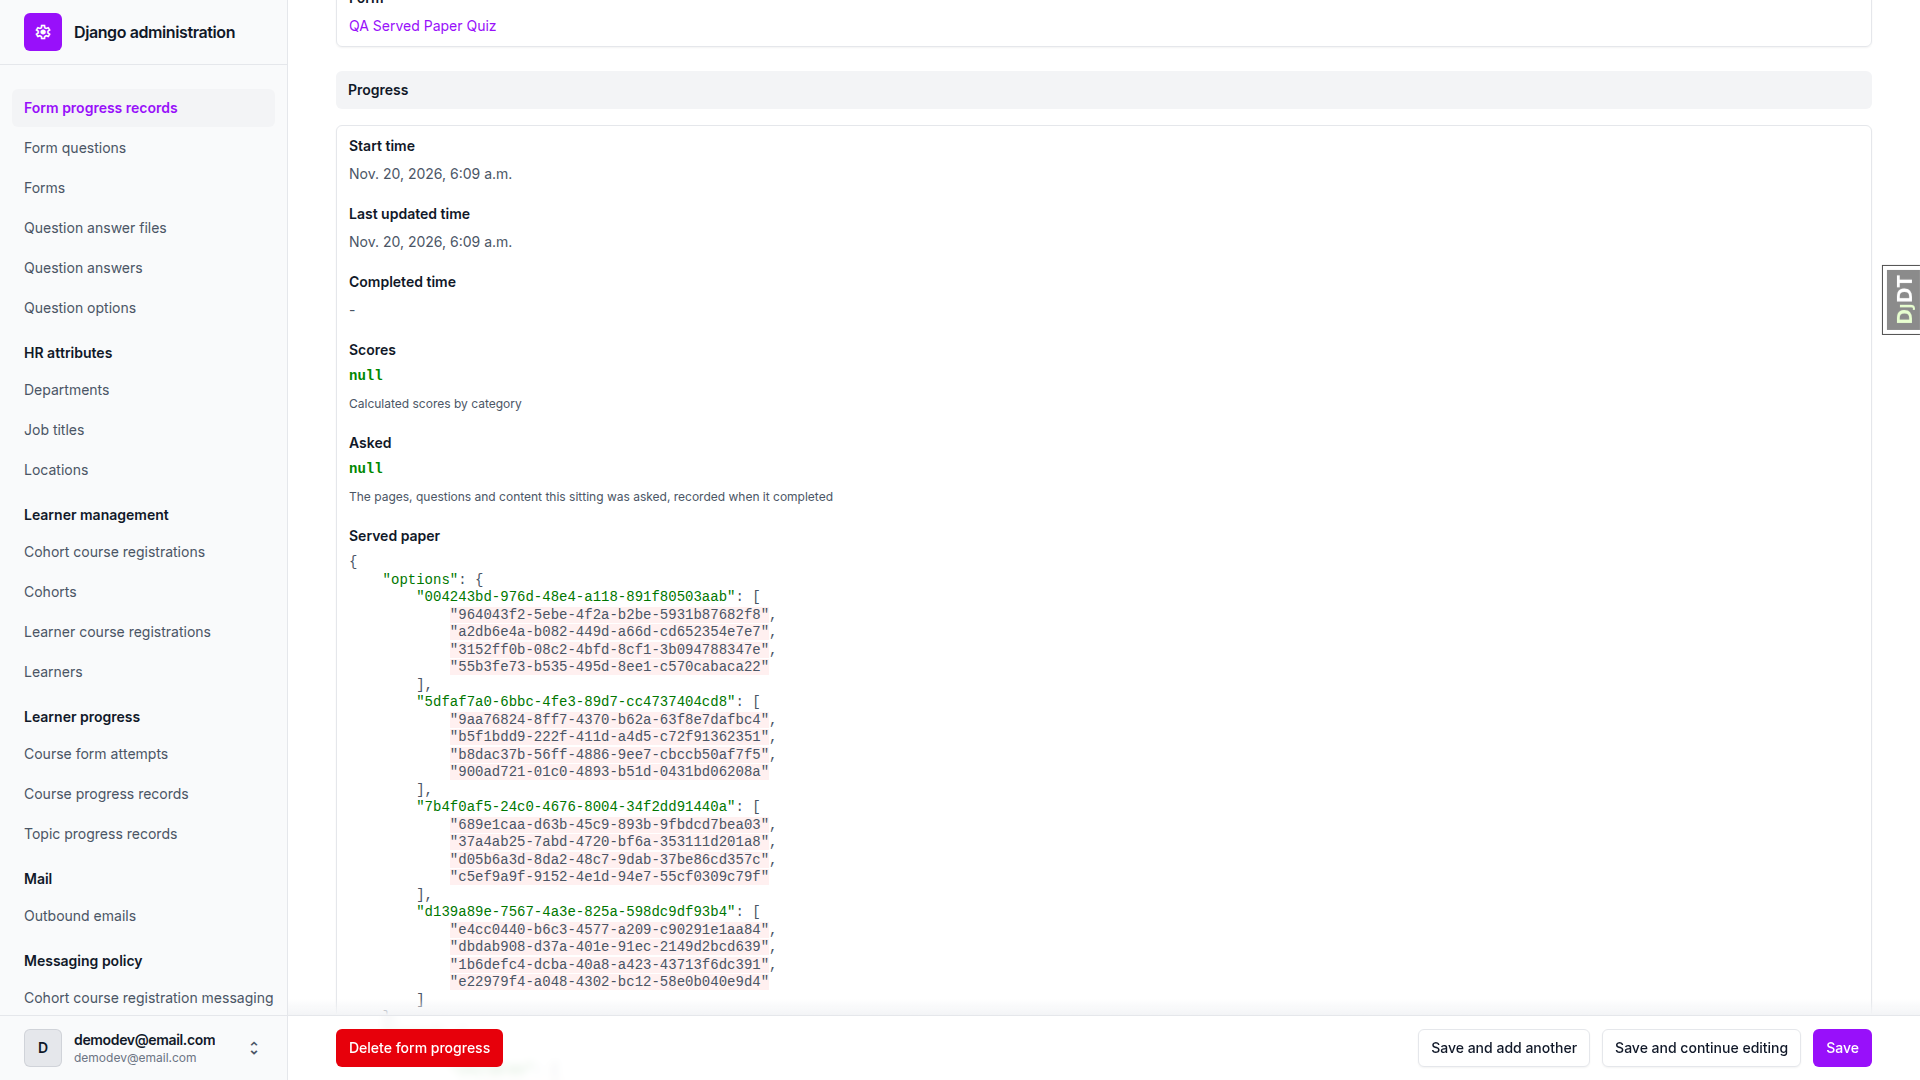 Django administration
Form progress records
Form questions
Forms
Question answer files
Question answers
Question options
HR attributes
Departments
Job titles
Locations
Learner management
Cohort course registrations
Cohorts
Learner course registrations
Learners
Learner progress
Course form attempts
Course progress records
Topic progress records
Mail
Outbound emails
Messaging policy
Cohort course registration messaging
D
demodev@email.com
demodev@email.com
QA Served Paper Quiz
Progress
Start time
Nov. 20, 2026, 6:09 a.m.
Last updated time
Nov. 20, 2026, 6:09 a.m.
Completed time
-
Scores
null
Calculated scores by category
Asked
null
The pages, questions and content this sitting was asked, recorded when it completed
Served paper
{
"options": {
"004243bd-976d-48e4-a118-891f80503aab": [
"964043f2-5ebe-4f2a-b2be-5931b87682f8",
"a2db6e4a-b082-449d-a66d-cd652354e7e7",
"3152ff0b-08c2-4bfd-8cf1-3b094788347e",
"55b3fe73-b535-495d-8ee1-c570cabaca22"
],
"5dfaf7a0-6bbc-4fe3-89d7-cc4737404cd8": [
"9aa76824-8ff7-4370-b62a-63f8e7dafbc4",
"b5f1bdd9-222f-411d-a4d5-c72f91362351",
"b8dac37b-56ff-4886-9ee7-cbccb50af7f5",
"900ad721-01c0-4893-b51d-0431bd06208a"
],
"7b4f0af5-24c0-4676-8004-34f2dd91440a": [
"689e1caa-d63b-45c9-893b-9fbdcd7bea03",
"37a4ab25-7abd-4720-bf6a-353111d201a8",
"d05b6a3d-8da2-48c7-9dab-37be86cd357c",
"c5ef9a9f-9152-4e1d-94e7-55cf0309c79f"
],
"d139a89e-7567-4a3e-825a-598dc9df93b4": [
"e4cc0440-b6c3-4577-a209-c90291e1aa84",
"dbdab908-d37a-401e-91ec-2149d2bcd639",
"1b6defc4-dcba-40a8-a423-43713f6dc391",
"e22979f4-a048-4302-bc12-58e0b040e9d4"
]
Delete form progress
Save and add another
Save and continue editing
Save
DjDT